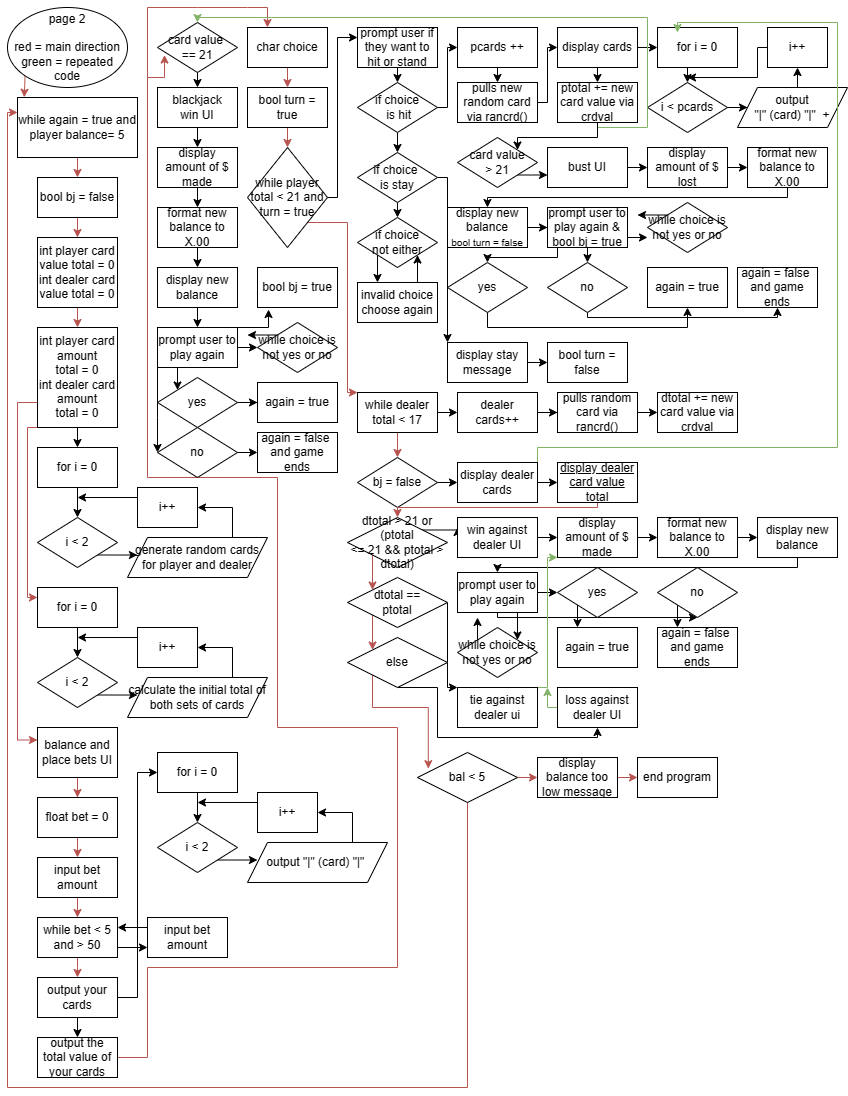 page 2
red = main direction
green = repeated
code
while again = true and
player balance= 5
bool bj = false
int player card
value total = 0
int dealer card
value total = 0
int player card
amount
total = 0
int dealer card
amount
total = 0
for i = 0
i++
i < 2
generate random cards
for player and dealer
for i = 0
i++
i < 2
calculate the initial total of
both sets of cards
balance and
place bets UI
float bet = 0
input bet
amount
while bet < 5
and > 50
input bet
amount
output your
cards
output the
total value of
your cards
for i = 0
i++
i < 2
output "|" (card) "|"
card value
== 21
blackjack
win UI
display
amount of $
made
format new
balance to
X.00
display new
balance
bool bj = true
prompt user to
play again
while choice is
not yes or no
yes
again = true
no
again = false
and game
ends
char choice
bool turn =
true
while player
total < 21 and
turn = true
prompt user if
they want to
hit or stand
if choice
is hit
if choice
is stay
if choice
not either
invalid choice
choose again
pcards ++
pulls new
random card
via rancrd()
display cards
ptotal += new
card value via
crdval
for i = 0
i++
i < pcards
output
"|" (card) "|" +
card value
> 21
bust UI
display
amount of $
lost
format new
balance to
X.00
display new
balance
bool turn = false
prompt user to
play again &
bool bj = true
while choice is
not yes or no
yes
no
again = true
again = false
and game
ends
display stay
message
bool turn =
false
while dealer
total < 17
dealer
cards++
pulls random
card via
rancrd()
dtotal += new
card value via
crdval
bj = false
display dealer
cards
display dealer
card value
total
dtotal > 21 or
(ptotal
<= 21 && ptotal >
dtotal)
win against
dealer UI
display
amount of $
made
format new
balance to
X.00
display new
balance
dtotal ==
ptotal
prompt user to
play again
yes
no
while choice is
not yes or no
again = true
again = false
and game
ends
else
tie against
dealer ui
loss against
dealer UI
bal < 5
display
balance too
low message
end program